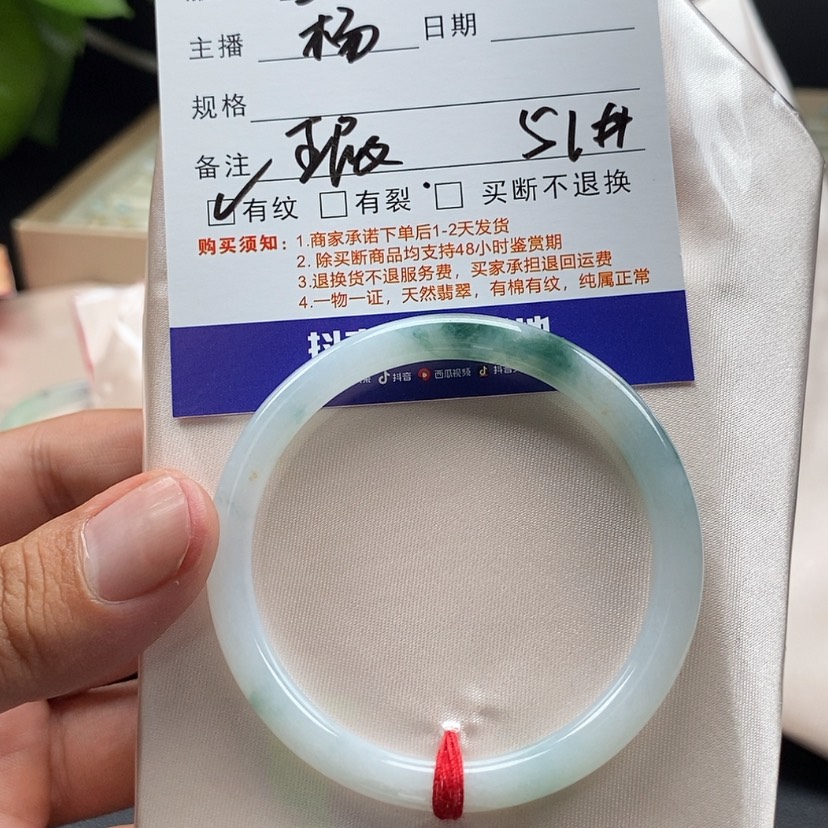 主播 杨 日期
规格
备注 51#
有纹 有裂 买断不退换
购买须知：1.商家承诺下单后1-2天发货
2.除买断商品均支持48小时鉴赏期
3.退换货不退服务费，买家承担退回运费
4.一物一证，天然翡翠，有棉有纹，纯属正常
抖音 西瓜视频 抖音